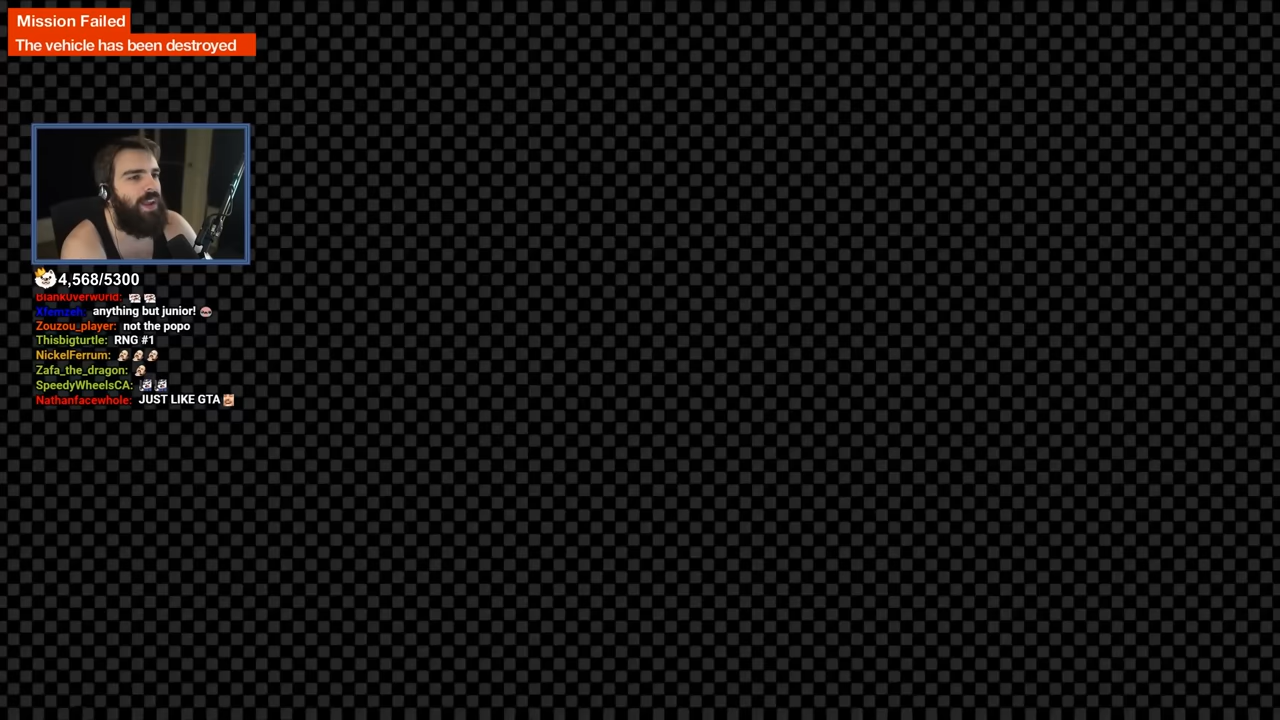 Mission Failed
The vehicle has been destroyed
4,568/5300
BlankOverworld:
anything but junior!
Zouzou_player: not the popo
Thisbigturtle: RNG #1
NickelFerrum:
Zafa_the_dragon:
SpeedyWheelsCA:
Nathanfacewhole: JUST LIKE GTA